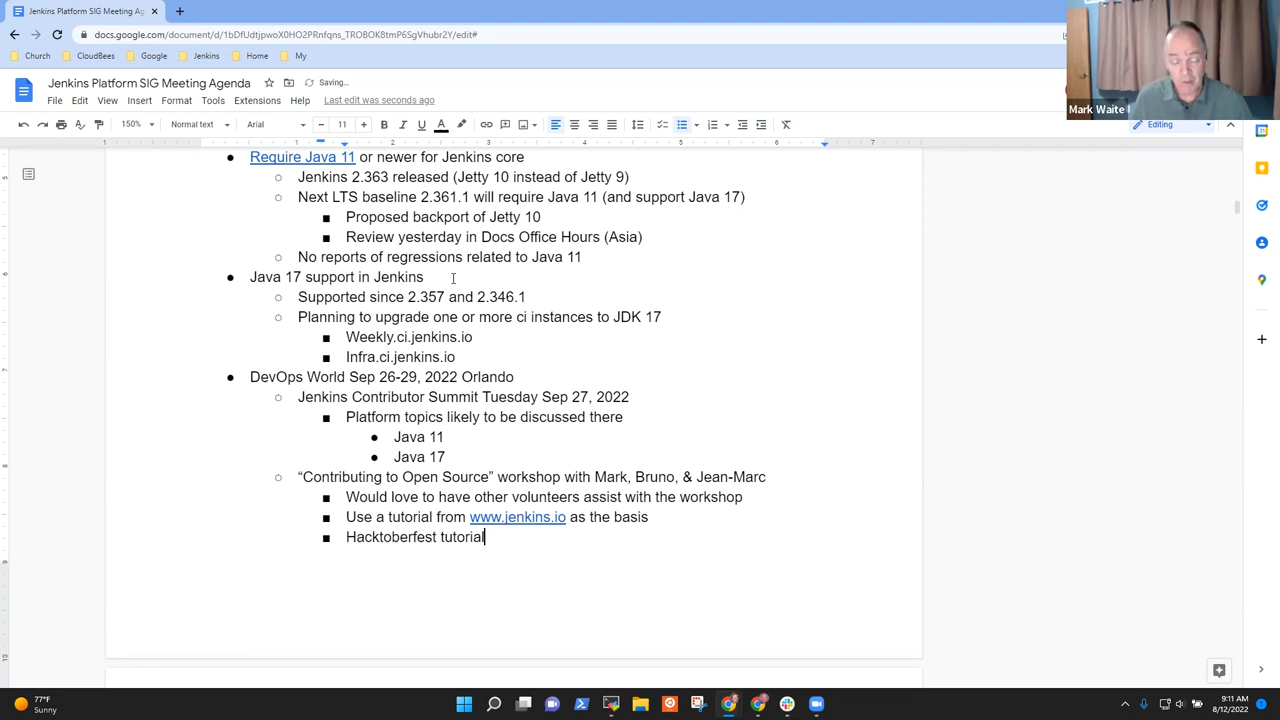 Jenkins Platform SIG Meeting Ag
docs.google.com/document/d/1bDfUdtjpwoX0HO2PRnfqns_TROBOK8tmP6SgVhubr2Y/edit#
Church CloudBees Google Jenkins Home My
Jenkins Platform SIG Meeting Agenda Saving...
File Edit View Insert Format Tools Extensions Help Last edit was seconds ago
150% Normal text Arial 11 Editing
Mark Waite
Require Java 11 or newer for Jenkins core
Jenkins 2.363 released (Jetty 10 instead of Jetty 9)
Next LTS baseline 2.361.1 will require Java 11 (and support Java 17)
Proposed backport of Jetty 10
Review yesterday in Docs Office Hours (Asia)
No reports of regressions related to Java 11
Java 17 support in Jenkins
Supported since 2.357 and 2.346.1
Planning to upgrade one or more ci instances to JDK 17
Weekly.ci.jenkins.io
Infra.ci.jenkins.io
DevOps World Sep 26-29, 2022 Orlando
Jenkins Contributor Summit Tuesday Sep 27, 2022
Platform topics likely to be discussed there
Java 11
Java 17
“Contributing to Open Source” workshop with Mark, Bruno, & Jean-Marc
Would love to have other volunteers assist with the workshop
Use a tutorial from www.jenkins.io as the basis
Hacktoberfest tutorial
77°F
Sunny
9:11 AM
8/12/2022